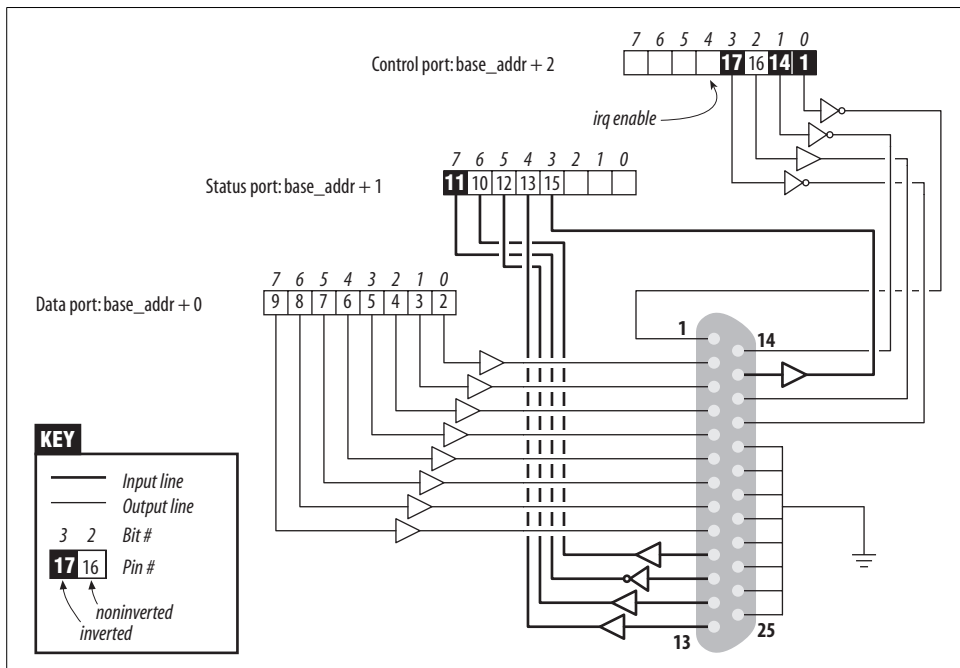 7 6 5 4 3 2 1 0
Control port: base_addr + 2
17 16 14 1
irq enable
7 6 5 4 3 2 1 0
Status port: base_addr + 1
11 10 12 13 15
7 6 5 4 3 2 1 0
Data port: base_addr + 0
9 8 7 6 5 4 3 2
1
14
KEY
Input line
Output line
3 2 Bit #
17 16 Pin #
noninverted
inverted
13
25